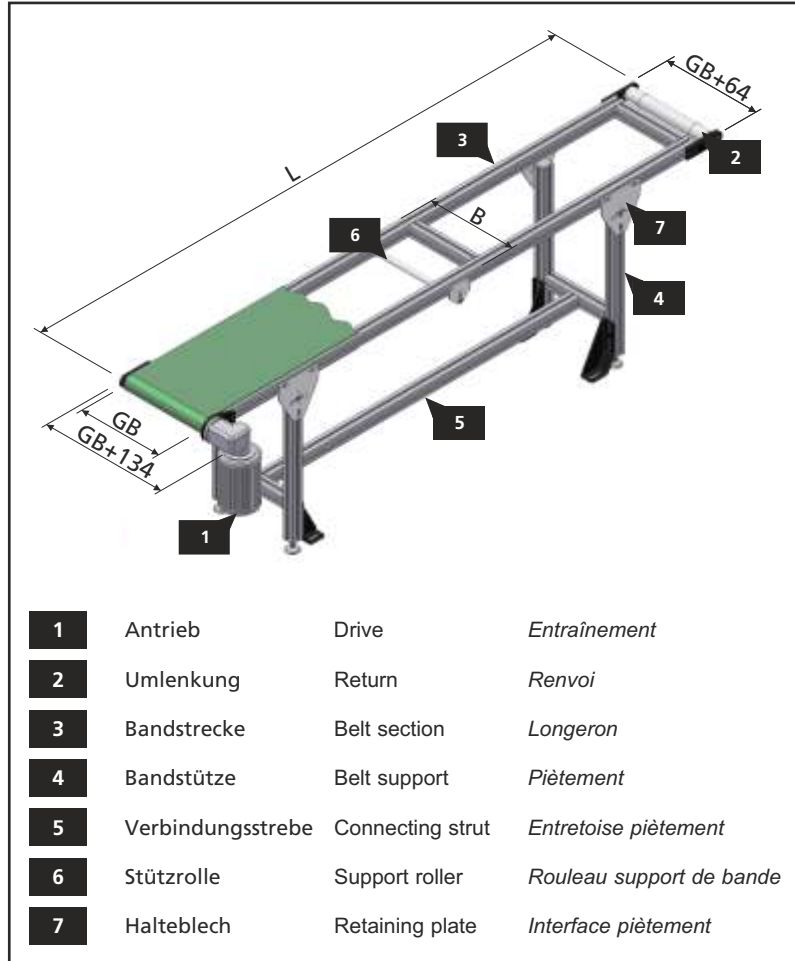 GB+64
3
2
L
B
6
7
4
GB
GB+134
5
1
1 Antrieb Drive Entraînement
2 Umlenkung Return Renvoi
3 Bandstrecke Belt section Longeron
4 Bandstütze Belt support Piètement
5 Verbindungsstrebe Connecting strut Entretoise piètement
6 Stützrolle Support roller Rouleau support de bande
7 Halteblech Retaining plate Interface piètement